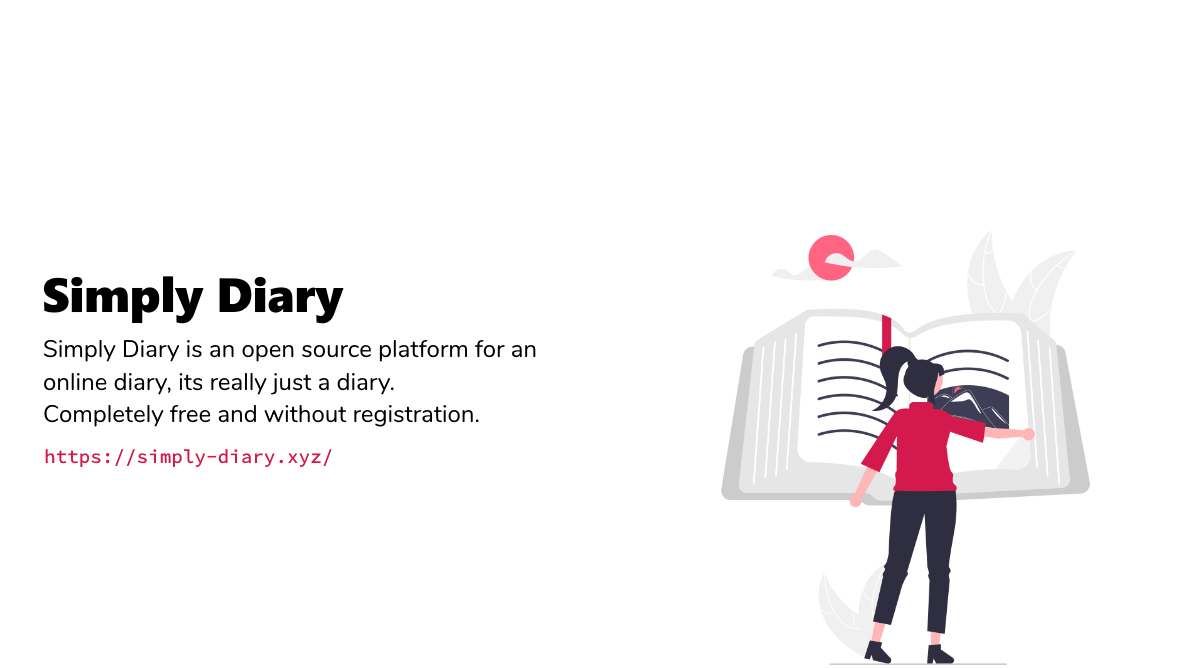 Simply Diary
Simply Diary is an open source platform for an
online diary, its really just a diary.
Completely free and without registration.
https://simply-diary.xyz/